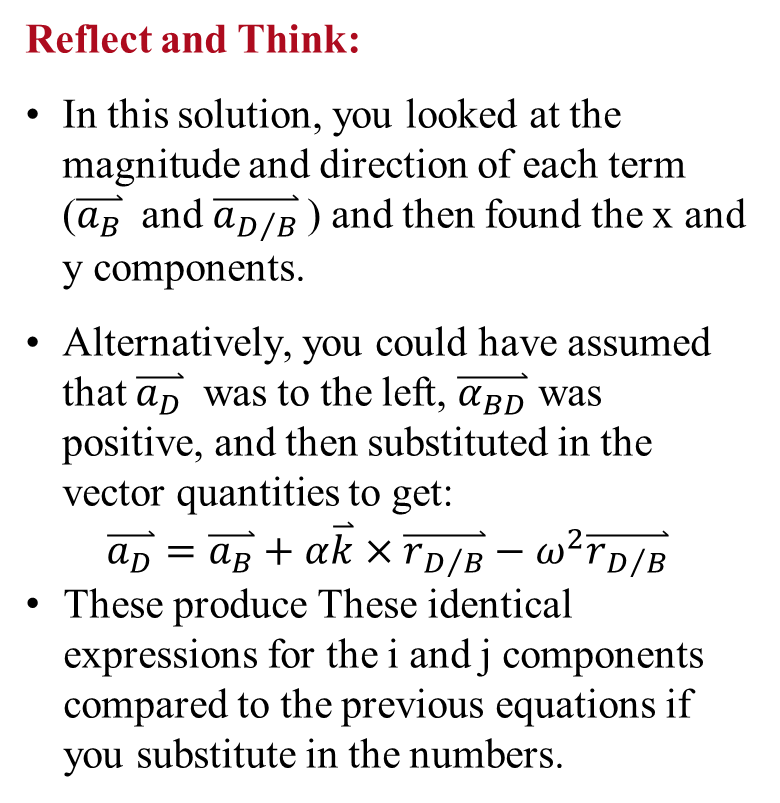 Reflect and Think:
• In this solution, you looked at the
magnitude and direction of each term
($\overrightarrow{a_B}$ and $\overrightarrow{a_{D/B}}$ ) and then found the x and
y components.
• Alternatively, you could have assumed
that $\overrightarrow{a_D}$ was to the left, $\overrightarrow{\alpha_{BD}}$ was
positive, and then substituted in the
vector quantities to get:
$\overrightarrow{a_D} = \overrightarrow{a_B} + \alpha\vec{k} \times \overrightarrow{r_{D/B}} - \omega^2\overrightarrow{r_{D/B}}$
• These produce These identical
expressions for the i and j components
compared to the previous equations if
you substitute in the numbers.